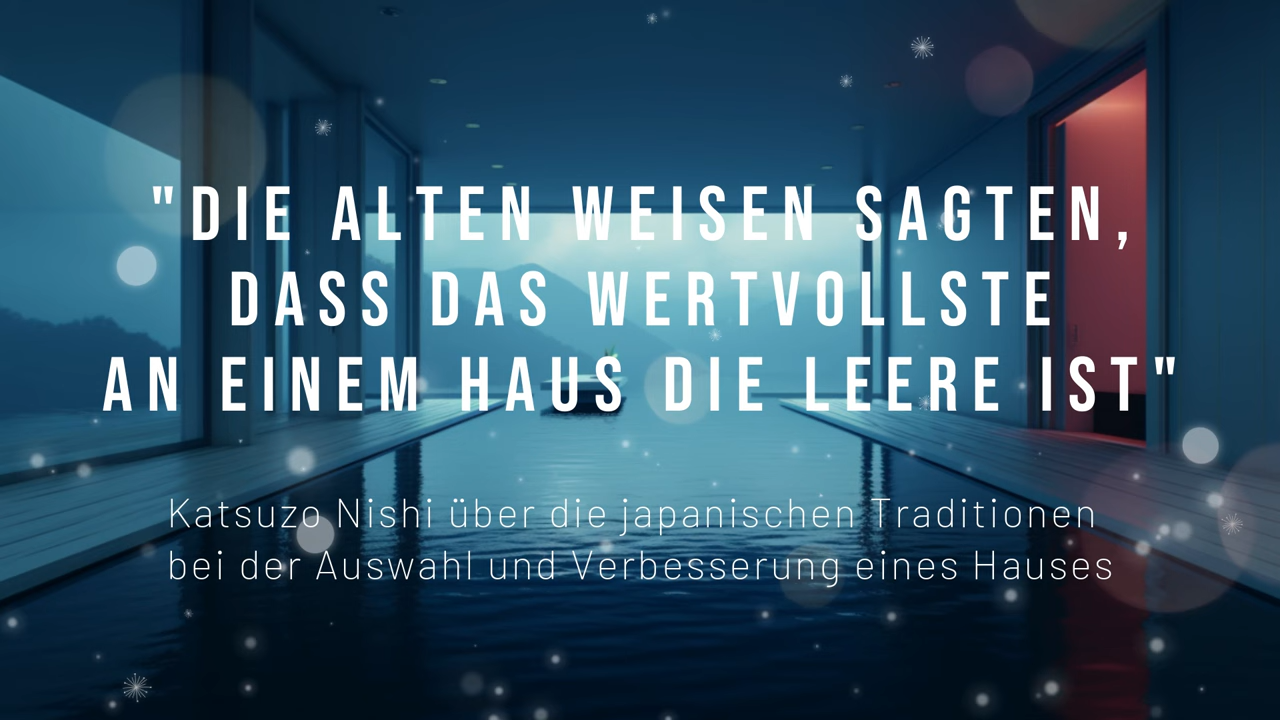 "DIE ALTEN WEISEN SAGTEN,
DASS DAS WERTVOLLSTE
AN EINEM HAUS DIE LEERE IST"
Katsuzo Nishi über die japanischen Traditionen
bei der Auswahl und Verbesserung eines Hauses